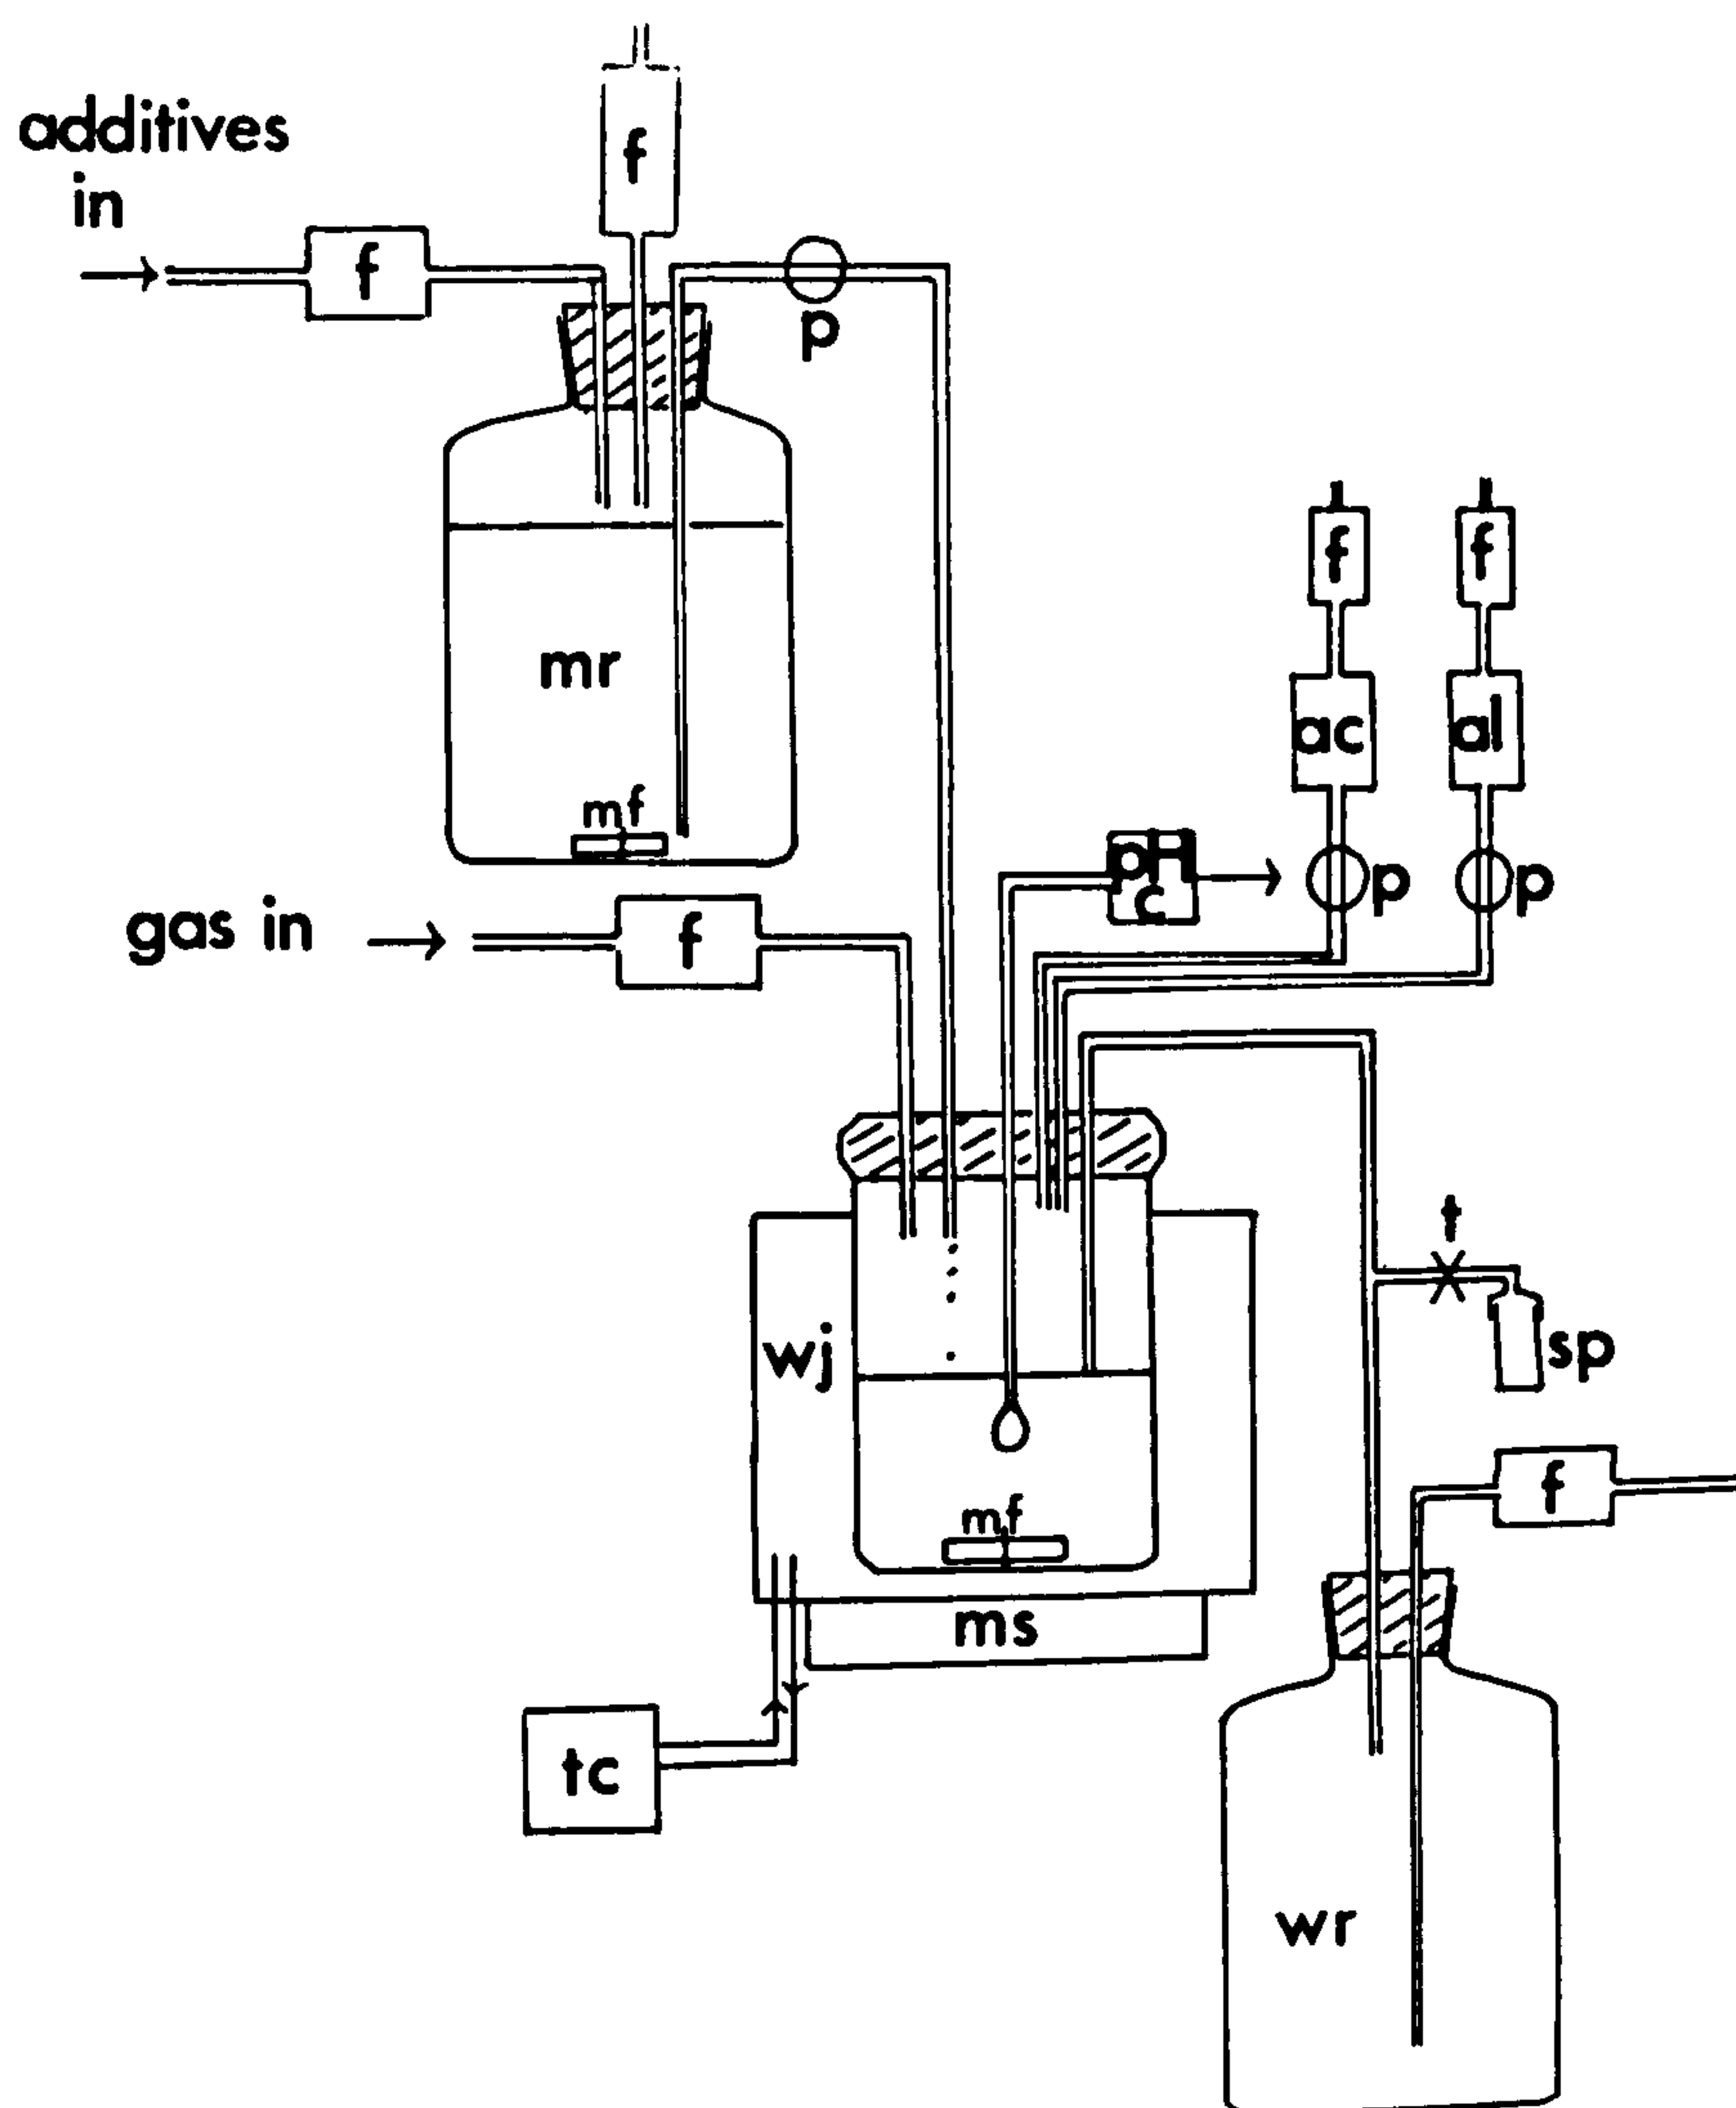 additives
in
f
f
p
mr
mf
f
f
ac
al
pH
c
p
p
gas in
f
t
wj
sp
mf
f
ms
tc
wr